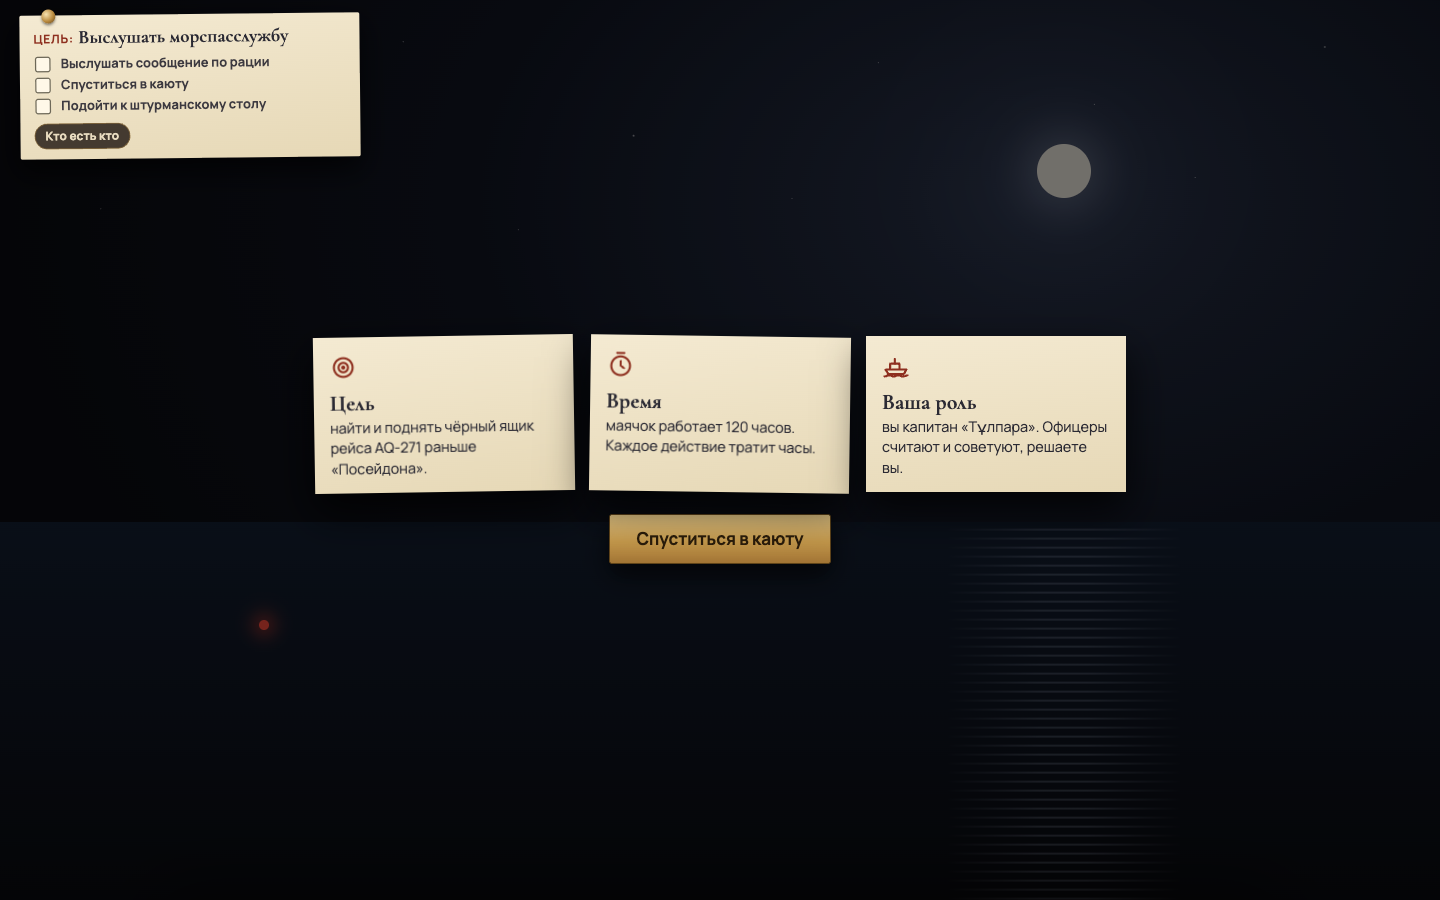 ЦЕЛЬ: Выслушать морспасслужбу
Выслушать сообщение по рации
Спуститься в каюту
Подойти к штурманскому столу
Кто есть кто
Цель
найти и поднять чёрный ящик
рейса AQ-271 раньше
«Посейдона».
Время
маячок работает 120 часов.
Каждое действие тратит часы.
Ваша роль
вы капитан «Тұлпара». Офицеры
считают и советуют, решаете
вы.
Спуститься в каюту